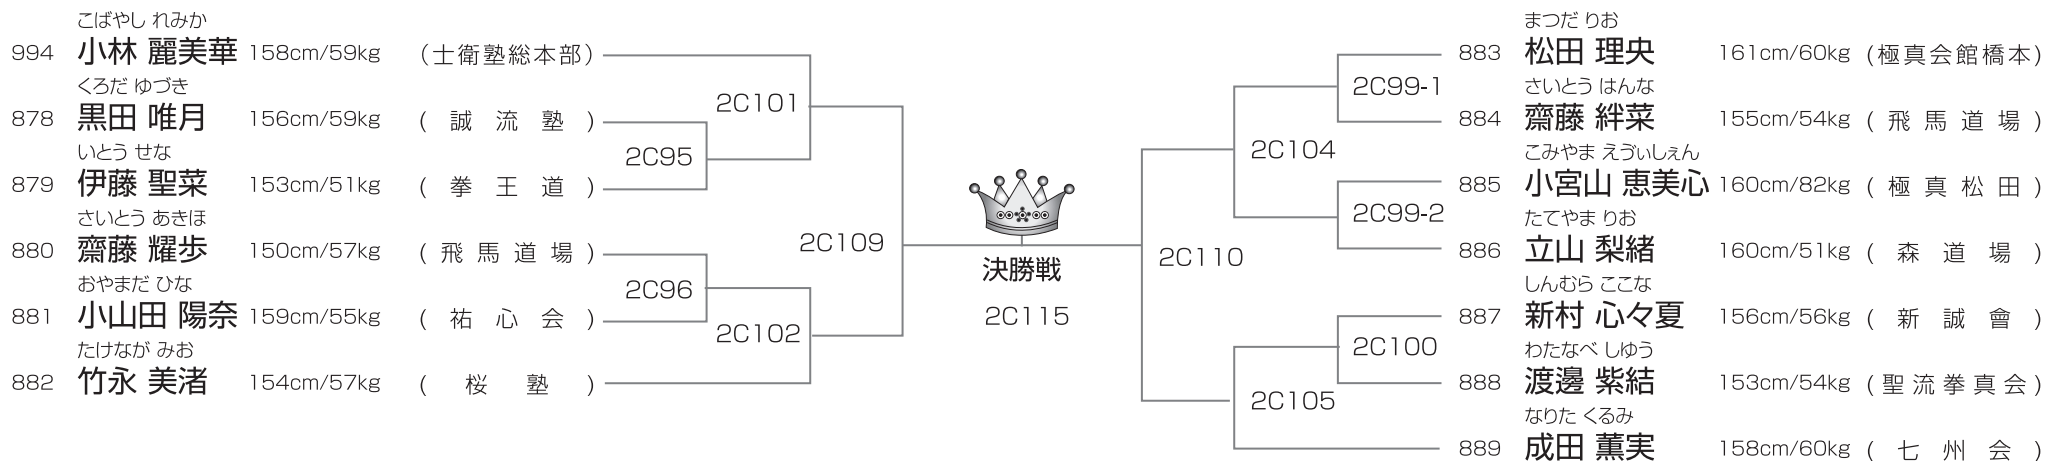 こばやし れみか
994 小林 麗美華 158cm/59kg (士衛塾総本部)
くろだ ゆづき
878 黒田 唯月 156cm/59kg (誠流塾)
いとう せな
879 伊藤 聖菜 153cm/51kg (拳王道)
さいとう あきほ
880 齋藤 耀歩 150cm/57kg (飛馬道場)
おやまだ ひな
881 小山田 陽奈 159cm/55kg (祐心会)
たけなが みお
882 竹永 美渚 154cm/57kg (桜塾)
2C101
2C95
2C109
2C96
2C102
決勝戦
2C115
2C99-1
2C104
2C99-2
2C110
2C100
2C105
まつだ りお
883 松田 理央 161cm/60kg (極真会館橋本)
さいとう はんな
884 齋藤 絆菜 155cm/54kg (飛馬道場)
こみやま えゔぃしぇん
885 小宮山 恵美心 160cm/82kg (極真松田)
たてやま りお
886 立山 梨緒 160cm/51kg (森道場)
しんむら ここな
887 新村 心々夏 156cm/56kg (新誠會)
わたなべ しゆう
888 渡邊 紫結 153cm/54kg (聖流拳真会)
なりた くるみ
889 成田 薫実 158cm/60kg (七州会)